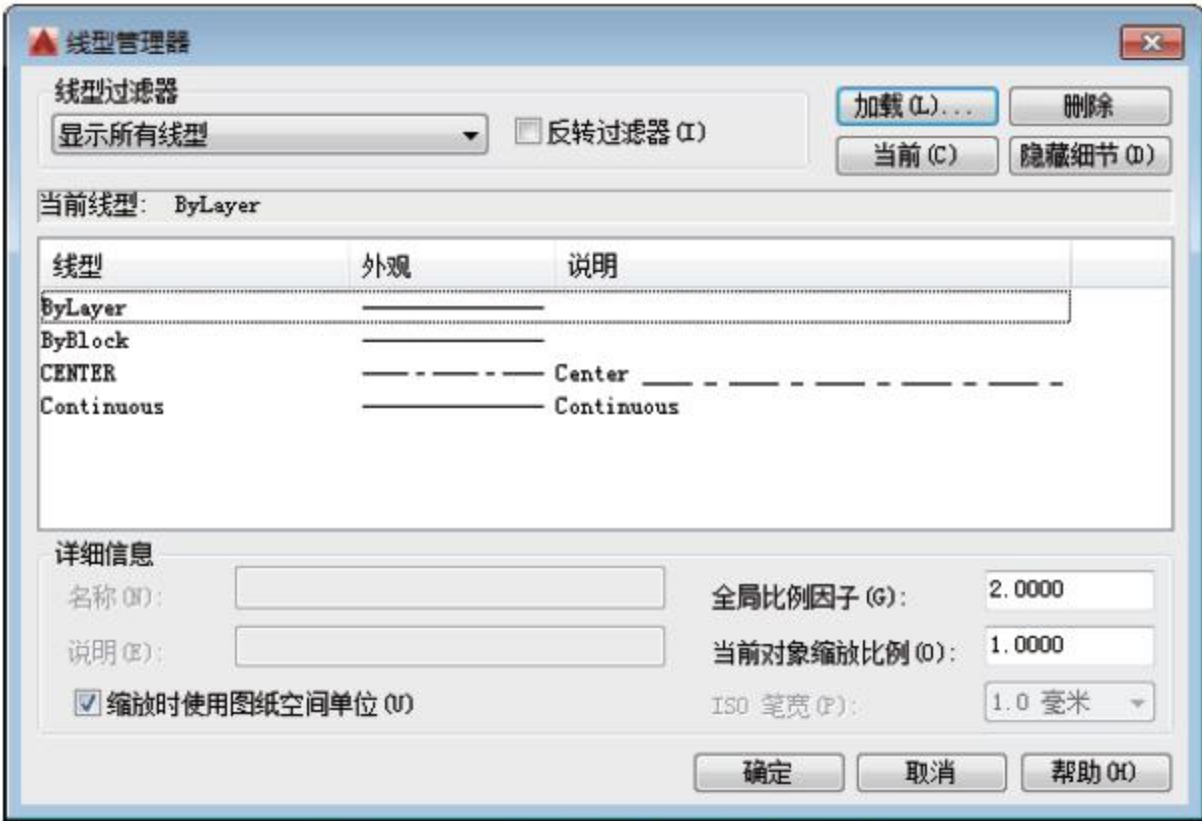 线型管理器
线型过滤器
显示所有线型
反转过滤器(I)
加载(L)... 删除
当前(C) 隐藏细节(D)
当前线型: ByLayer
线型 外观 说明
ByLayer
ByBlock
CENTER Center
Continuous Continuous
详细信息
名称(N): 全局比例因子(G): 2.0000
说明(E): 当前对象缩放比例(O): 1.0000
缩放时使用图纸空间单位(U) ISO 笔宽(P): 1.0 毫米
确定 取消 帮助(H)